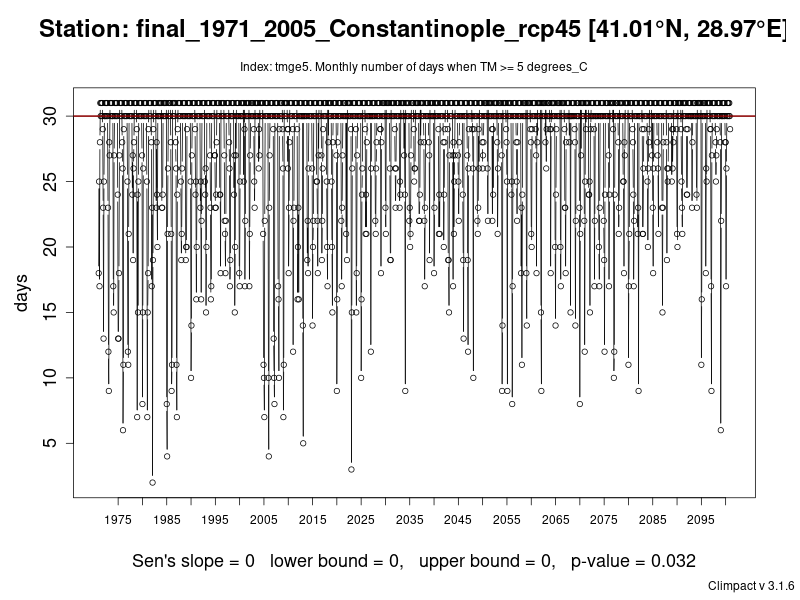 Station: final_1971_2005_Constantinople_rcp45 [41.01°N, 28.97°E]
Index: tmge5. Monthly number of days when TM >= 5 degrees_C
30
25
20
15
10
5
days
1975 1985 1995 2005 2015 2025 2035 2045 2055 2065 2075 2085 2095
Sen's slope = 0 lower bound = 0, upper bound = 0, p-value = 0.032
Climpact v 3.1.6